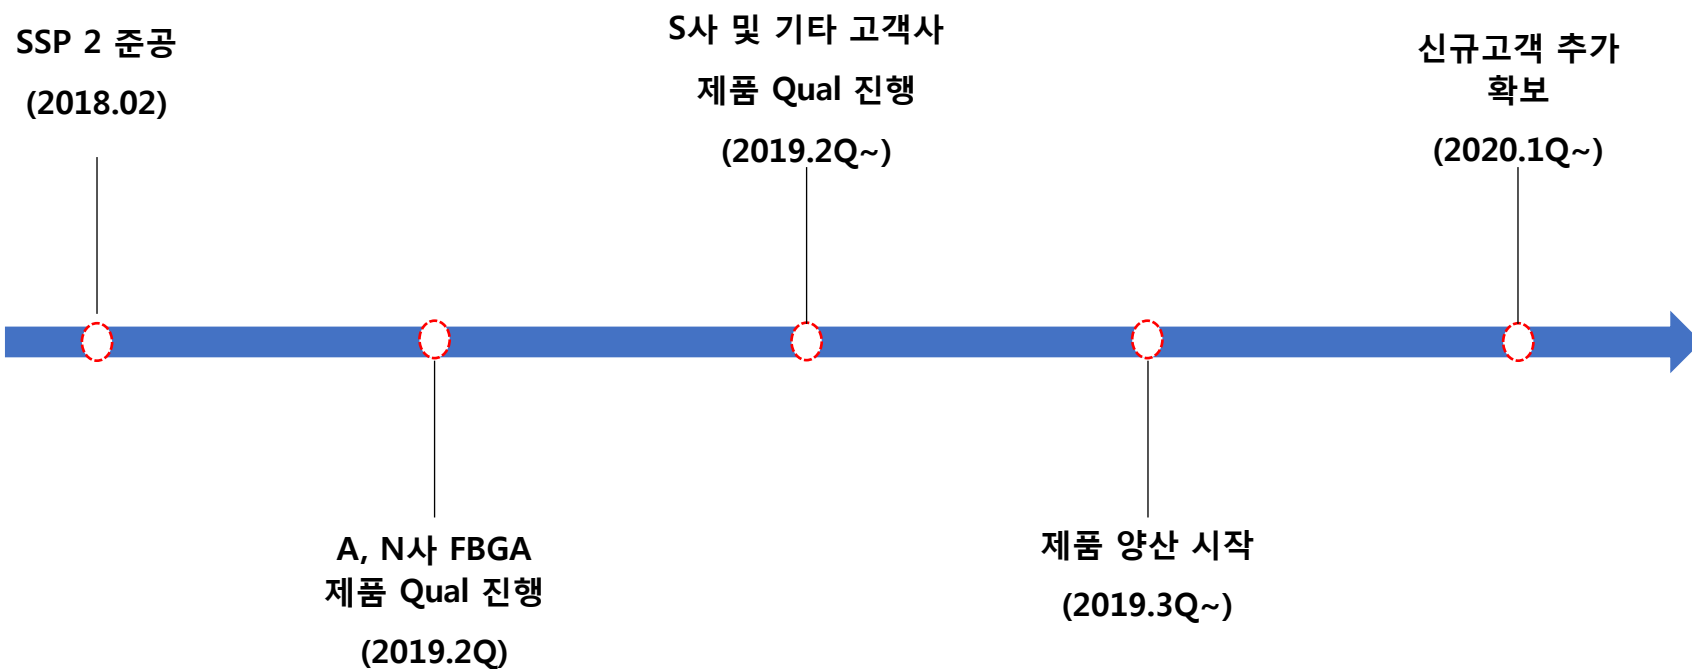 SSP 2 준공
(2018.02)
A, N사 FBGA
제품 Qual 진행
(2019.2Q)
S사 및 기타 고객사
제품 Qual 진행
(2019.2Q~)
제품 양산 시작
(2019.3Q~)
신규고객 추가
확보
(2020.1Q~)